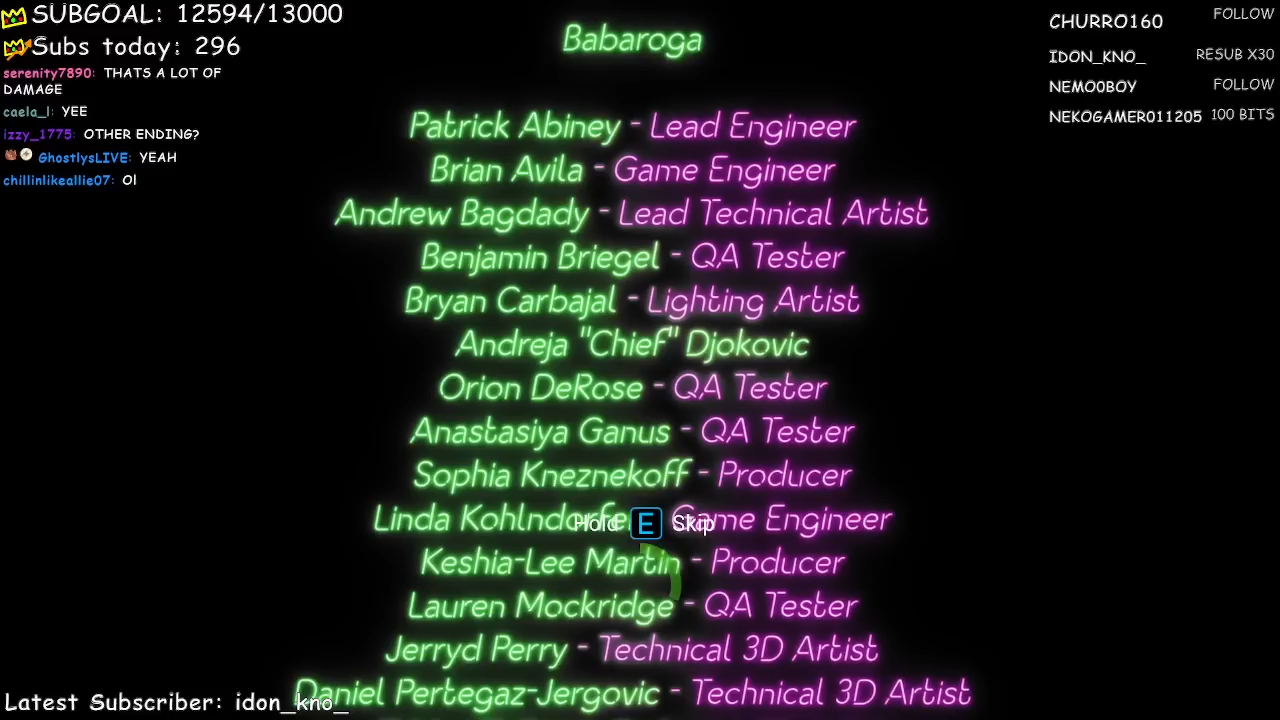 SUBGOAL: 12594/13000
Subs today: 296
serenity7890: THATS A LOT OF
DAMAGE
caela_l: YEE
izzy_1775: OTHER ENDING?
GhostlysLIVE: YEAH
chillinlikeallie07: Ol
CHURRO160 FOLLOW
IDON_KNO_ RESUB X30
NEMO0BOY FOLLOW
NEKOGAMER011205 100 BITS
Babaroga
Patrick Abiney - Lead Engineer
Brian Avila - Game Engineer
Andrew Bagdady - Lead Technical Artist
Benjamin Briegel - QA Tester
Bryan Carbajal - Lighting Artist
Andreja "Chief" Djokovic
Orion DeRose - QA Tester
Anastasiya Ganus - QA Tester
Sophia Kneznekoff - Producer
Linda Game Engineer
Hold E Skip
Keshia-Lee Martin - Producer
Lauren Mockridge - QA Tester
Jerryd Perry - Technical 3D Artist
Daniel Pertegaz-Jergovic - Technical 3D Artist
Latest Subscriber: idon_kno_